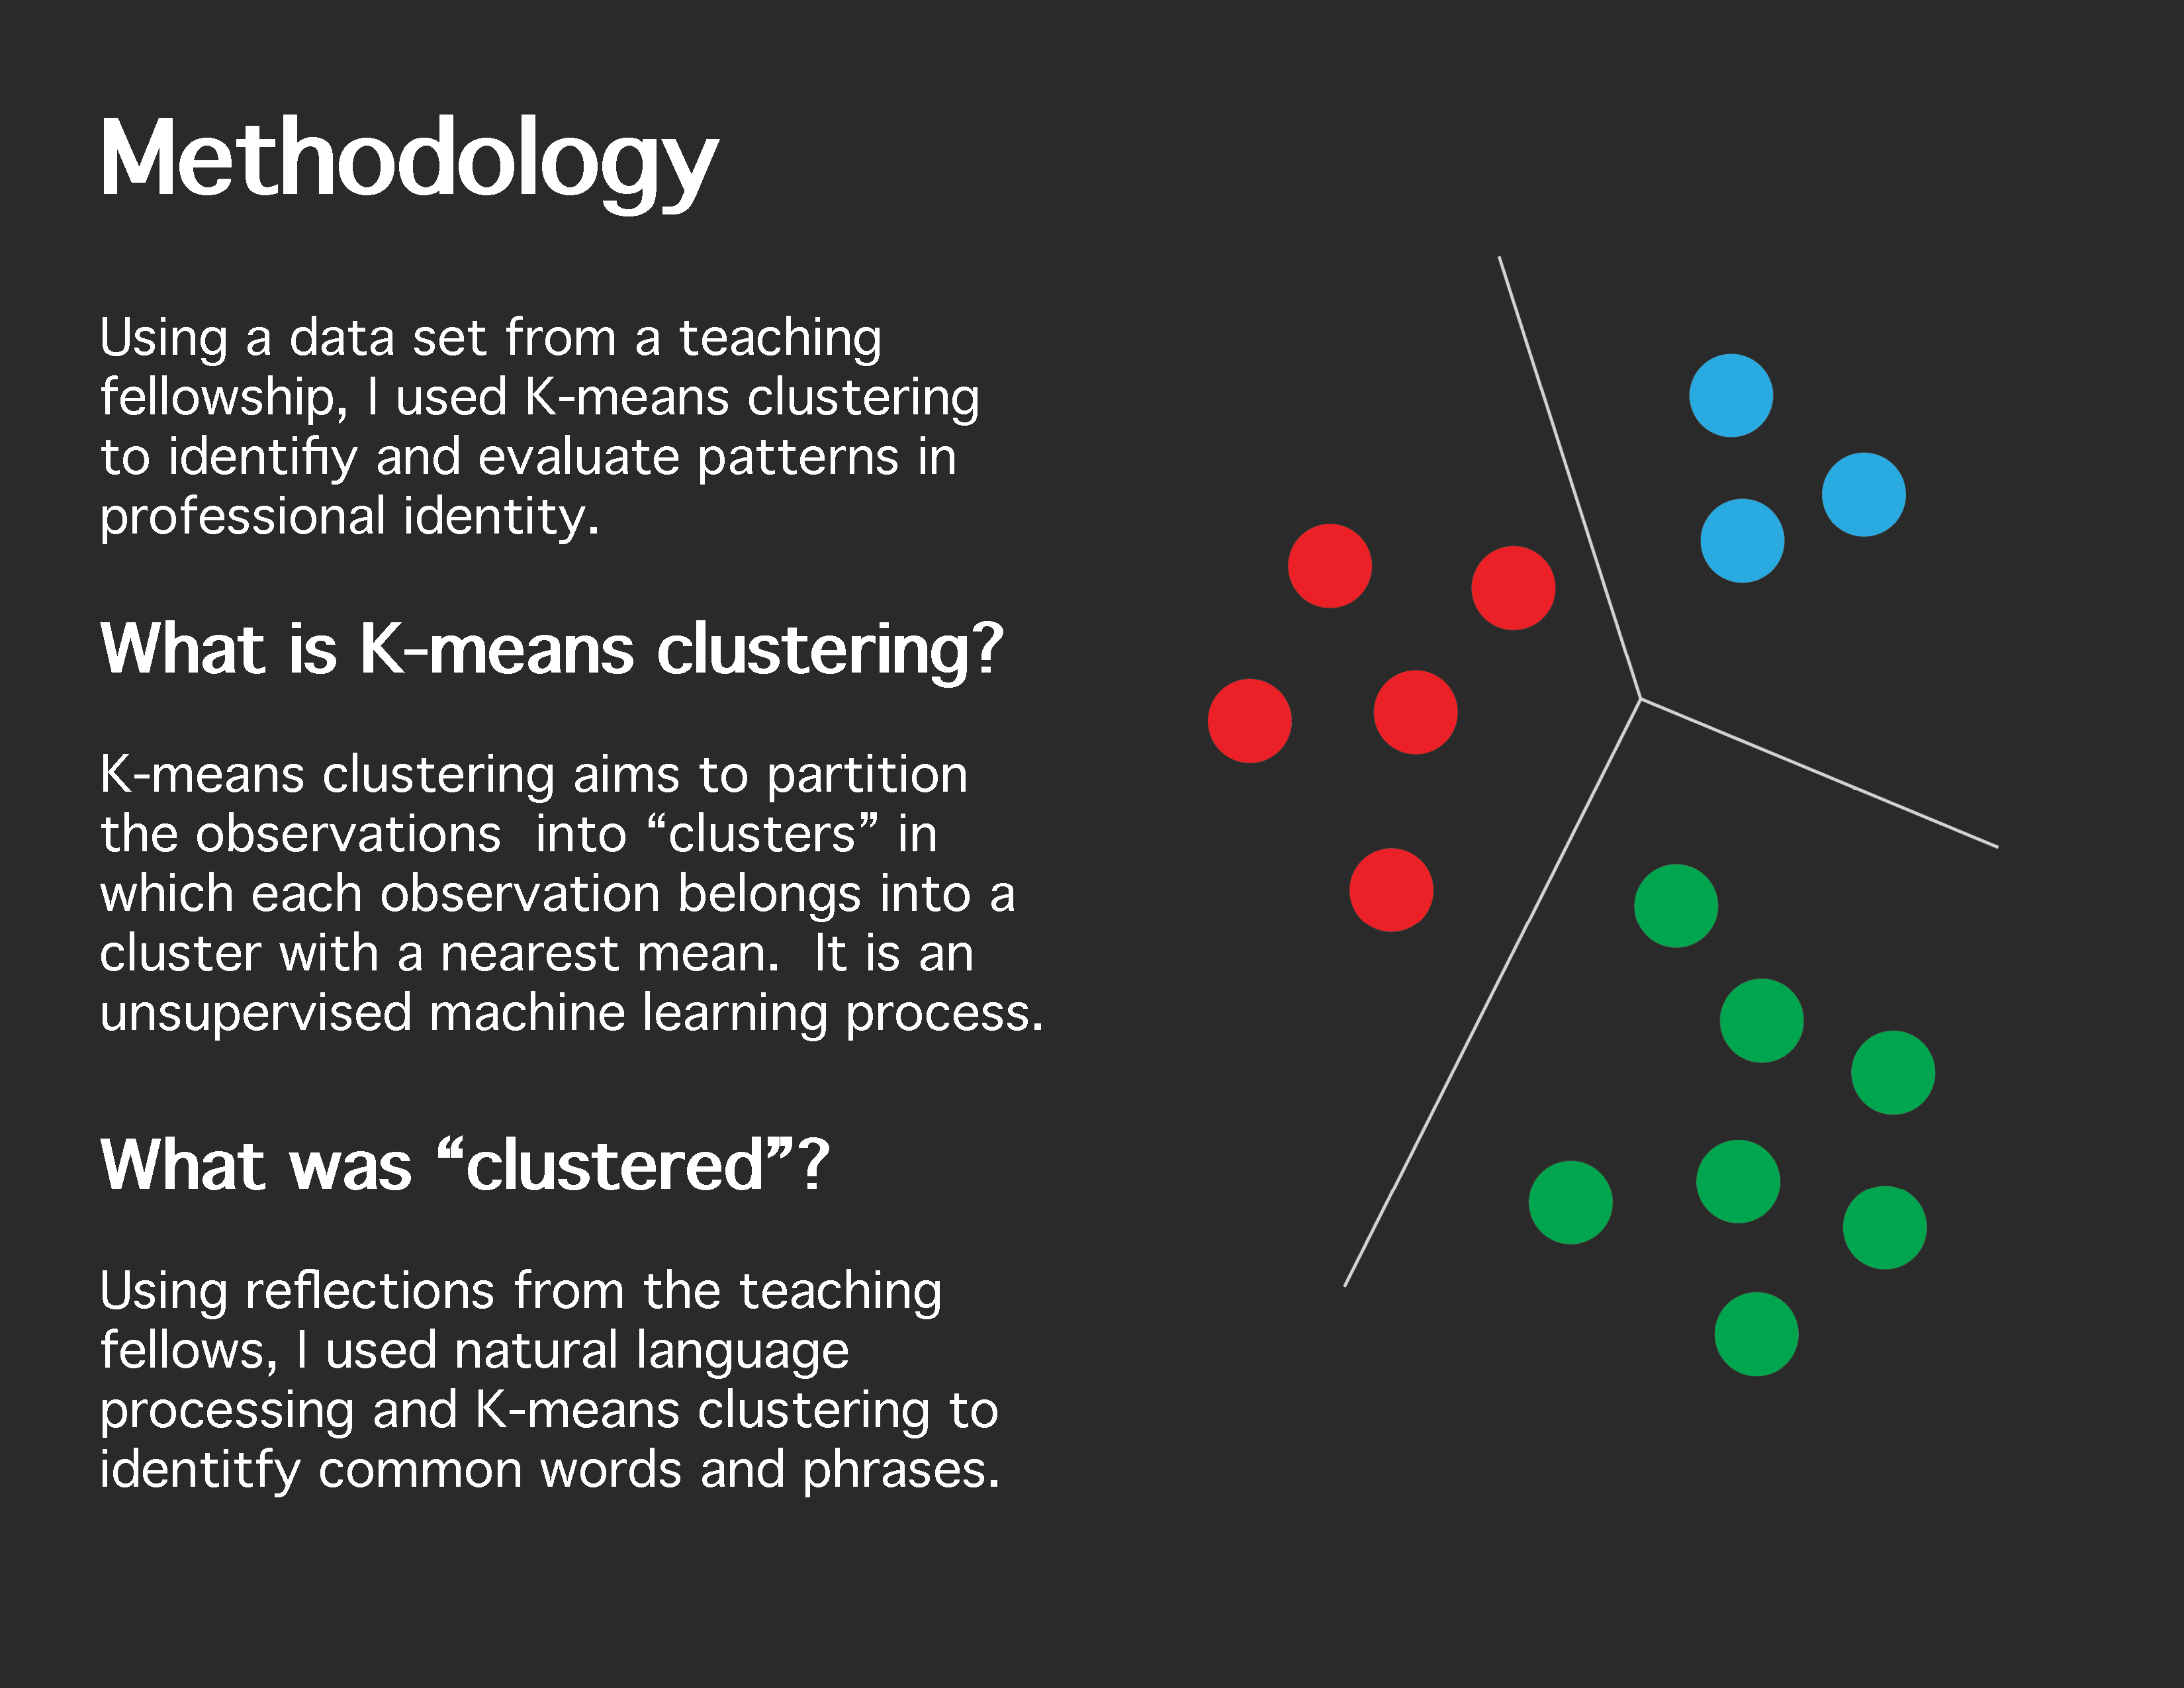 Methodology
Using a data set from a teaching
fellowship, I used K-means clustering
to identifiy and evaluate patterns in
professional identity.
What is K-means clustering?
K-means clustering aims to partition
the observations  into “clusters” in
which each observation belongs into a
cluster with a nearest mean.  It is an
unsupervised machine learning process.
What was “clustered”?
Using reflections from the teaching
fellows, I used natural language
processing and K-means clustering to
identitfy common words and phrases.